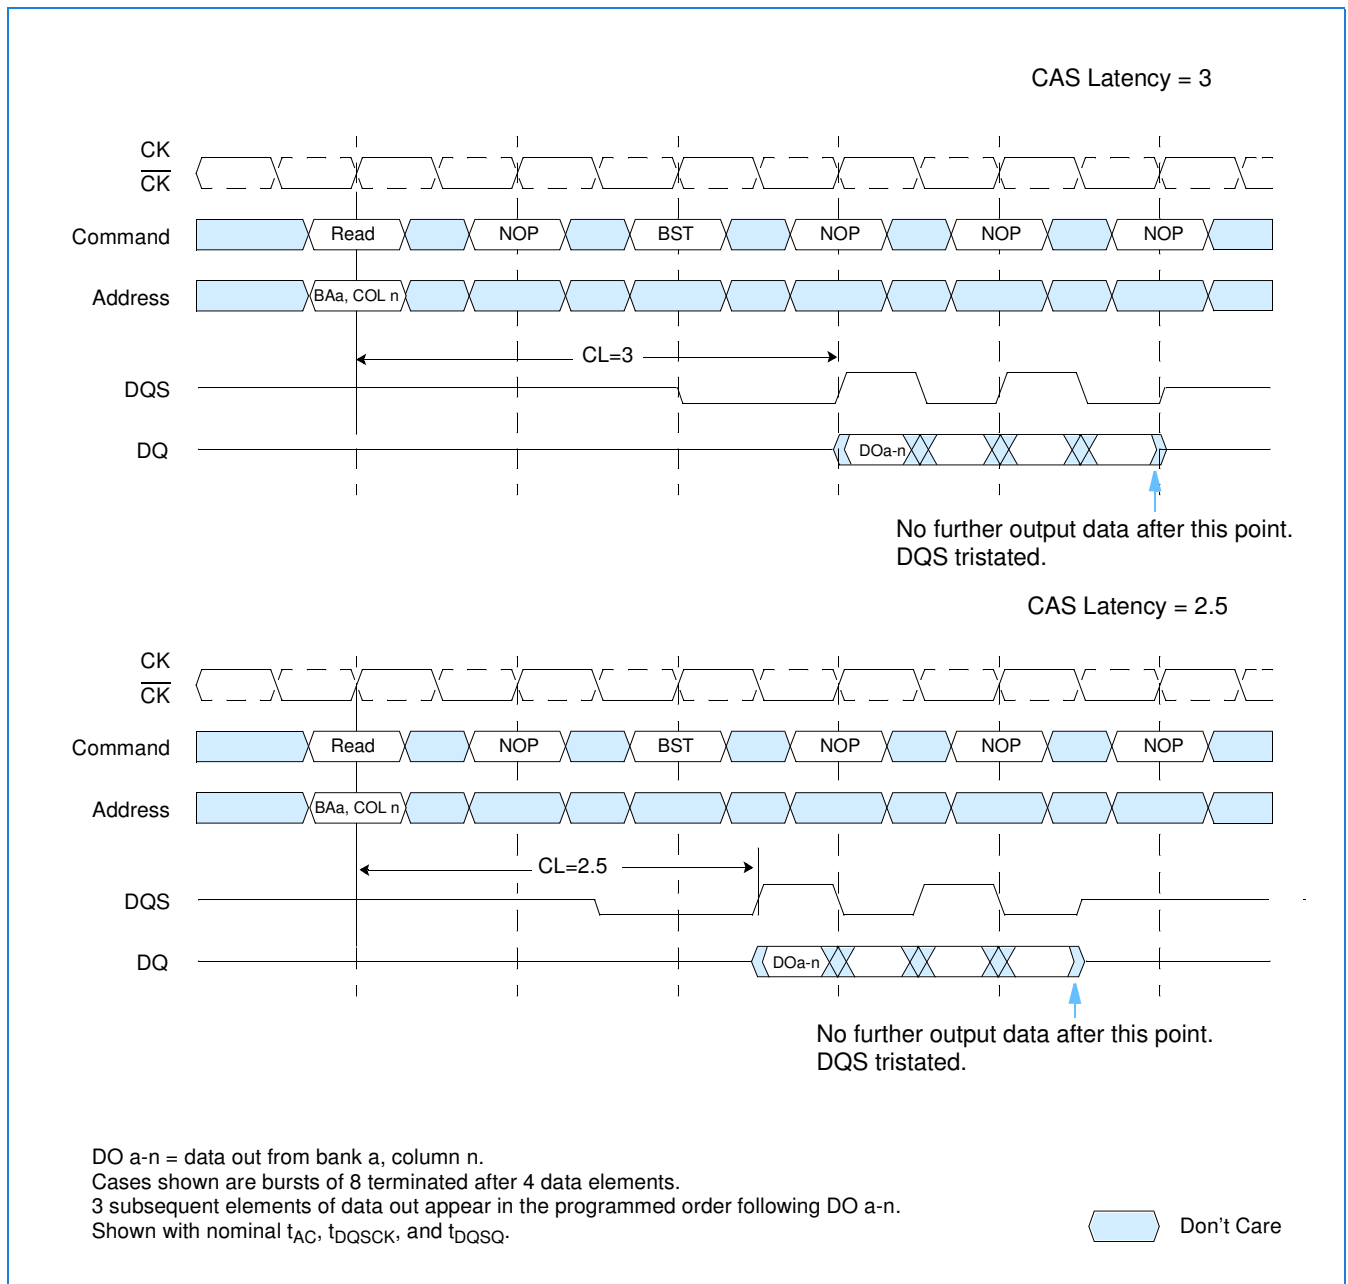 CAS Latency = 3
CK
CK
Command
Read
NOP
BST
NOP
NOP
NOP
Address
BAa, COL n
CL=3
DQS
DQ
DOa-n
No further output data after this point.
DQS tristated.
CAS Latency = 2.5
CK
CK
Command
Read
NOP
BST
NOP
NOP
NOP
Address
BAa, COL n
CL=2.5
DQS
DQ
DOa-n
No further output data after this point.
DQS tristated.
DO a-n = data out from bank a, column n.
Cases shown are bursts of 8 terminated after 4 data elements.
3 subsequent elements of data out appear in the programmed order following DO a-n.
Shown with nominal tAC, tDQSCK, and tDQSQ.
Don't Care